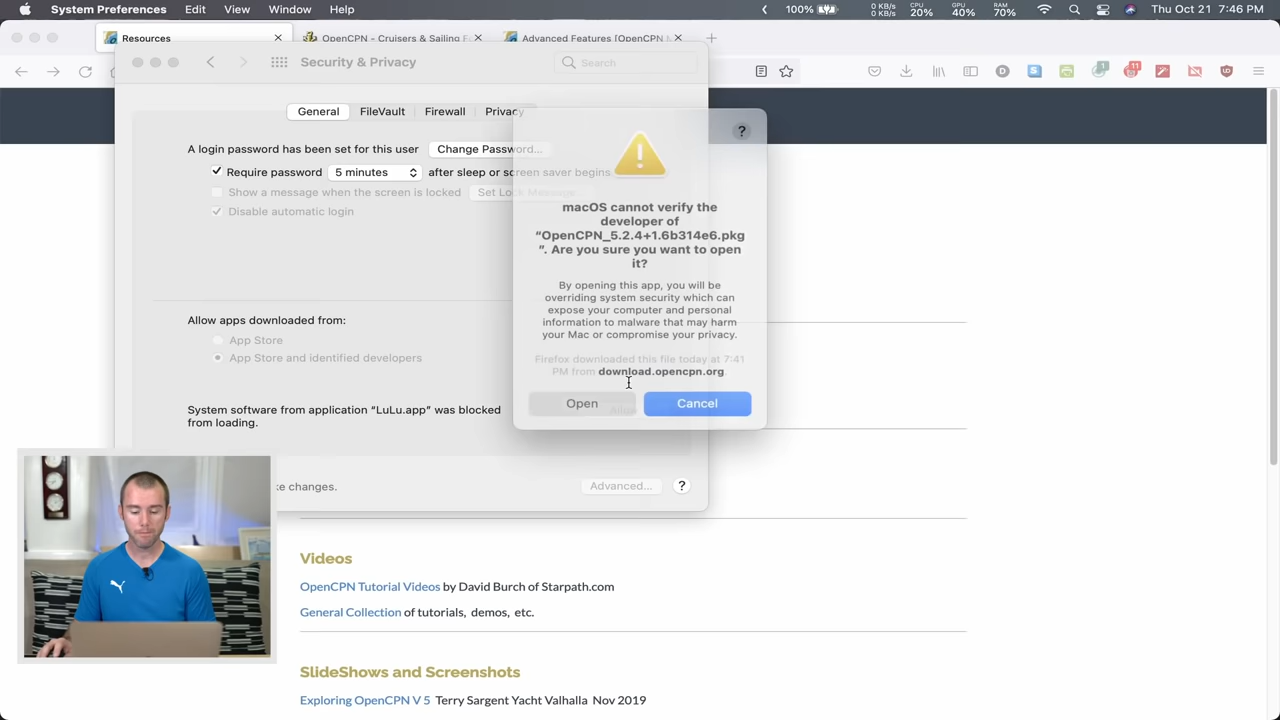 System Preferences Edit View Window Help
100%
0 KB/s
20 KB/s
CPU
20%
GPU
40%
RAM
70%
Thu Oct 21 7:46 PM
Resources
OpenCPN - Cruisers & Sailing F
Advanced Features [OpenCPN
Security & Privacy
Search
D
S
1
11
General
FileVault
Firewall
Privacy
?
A login password has been set for this user
Change Password...
Require password
5 minutes
after sleep or screen saver begins
Show a message when the screen is locked
Disable automatic login
macOS cannot verify the
developer of
“OpenCPN_5.2.4+1.6b314e6.pkg
”. Are you sure you want to open
it?
By opening this app, you will be
overriding system security which can
expose your computer and personal
information to malware that may harm
your Mac or compromise your privacy.
Firefox downloaded this file today at 7:41
PM from download.opencpn.org.
Open
Cancel
Allow apps downloaded from:
App Store
App Store and identified developers
System software from application “LuLu.app” was blocked
from loading.
ke changes.
Advanced...
?
Videos
OpenCPN Tutorial Videos by David Burch of Starpath.com
General Collection of tutorials, demos, etc.
SlideShows and Screenshots
Exploring OpenCPN V 5 Terry Sargent Yacht Valhalla Nov 2019